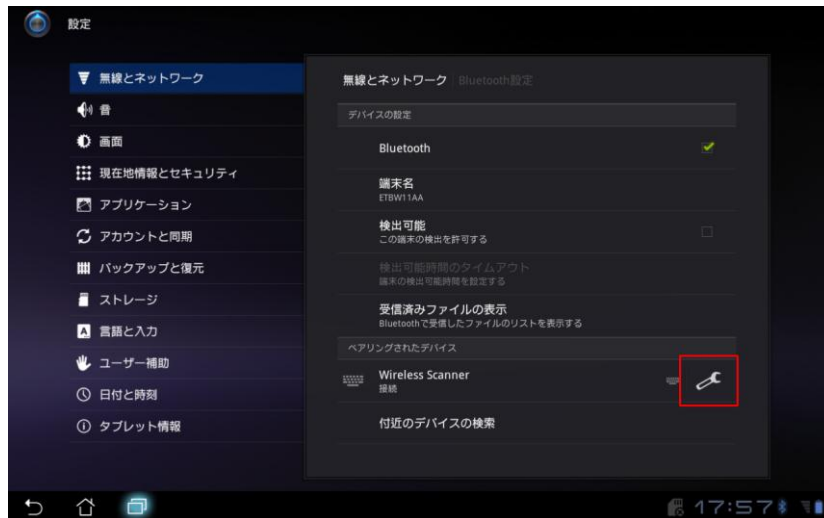 設定
無線とネットワーク
音
画面
現在地情報とセキュリティ
アプリケーション
アカウントと同期
バックアップと復元
ストレージ
言語と入力
ユーザー補助
日付と時刻
タブレット情報
無線とネットワーク Bluetooth設定
デバイスの設定
Bluetooth
端末名
ETBW11AA
検出可能
この端末の検出を許可する
検出可能時間のタイムアウト
端末の検出可能時間を設定する
受信済みファイルの表示
Bluetoothで受信したファイルのリストを表示する
ペアリングされたデバイス
Wireless Scanner
接続
付近のデバイスの検索
17:57